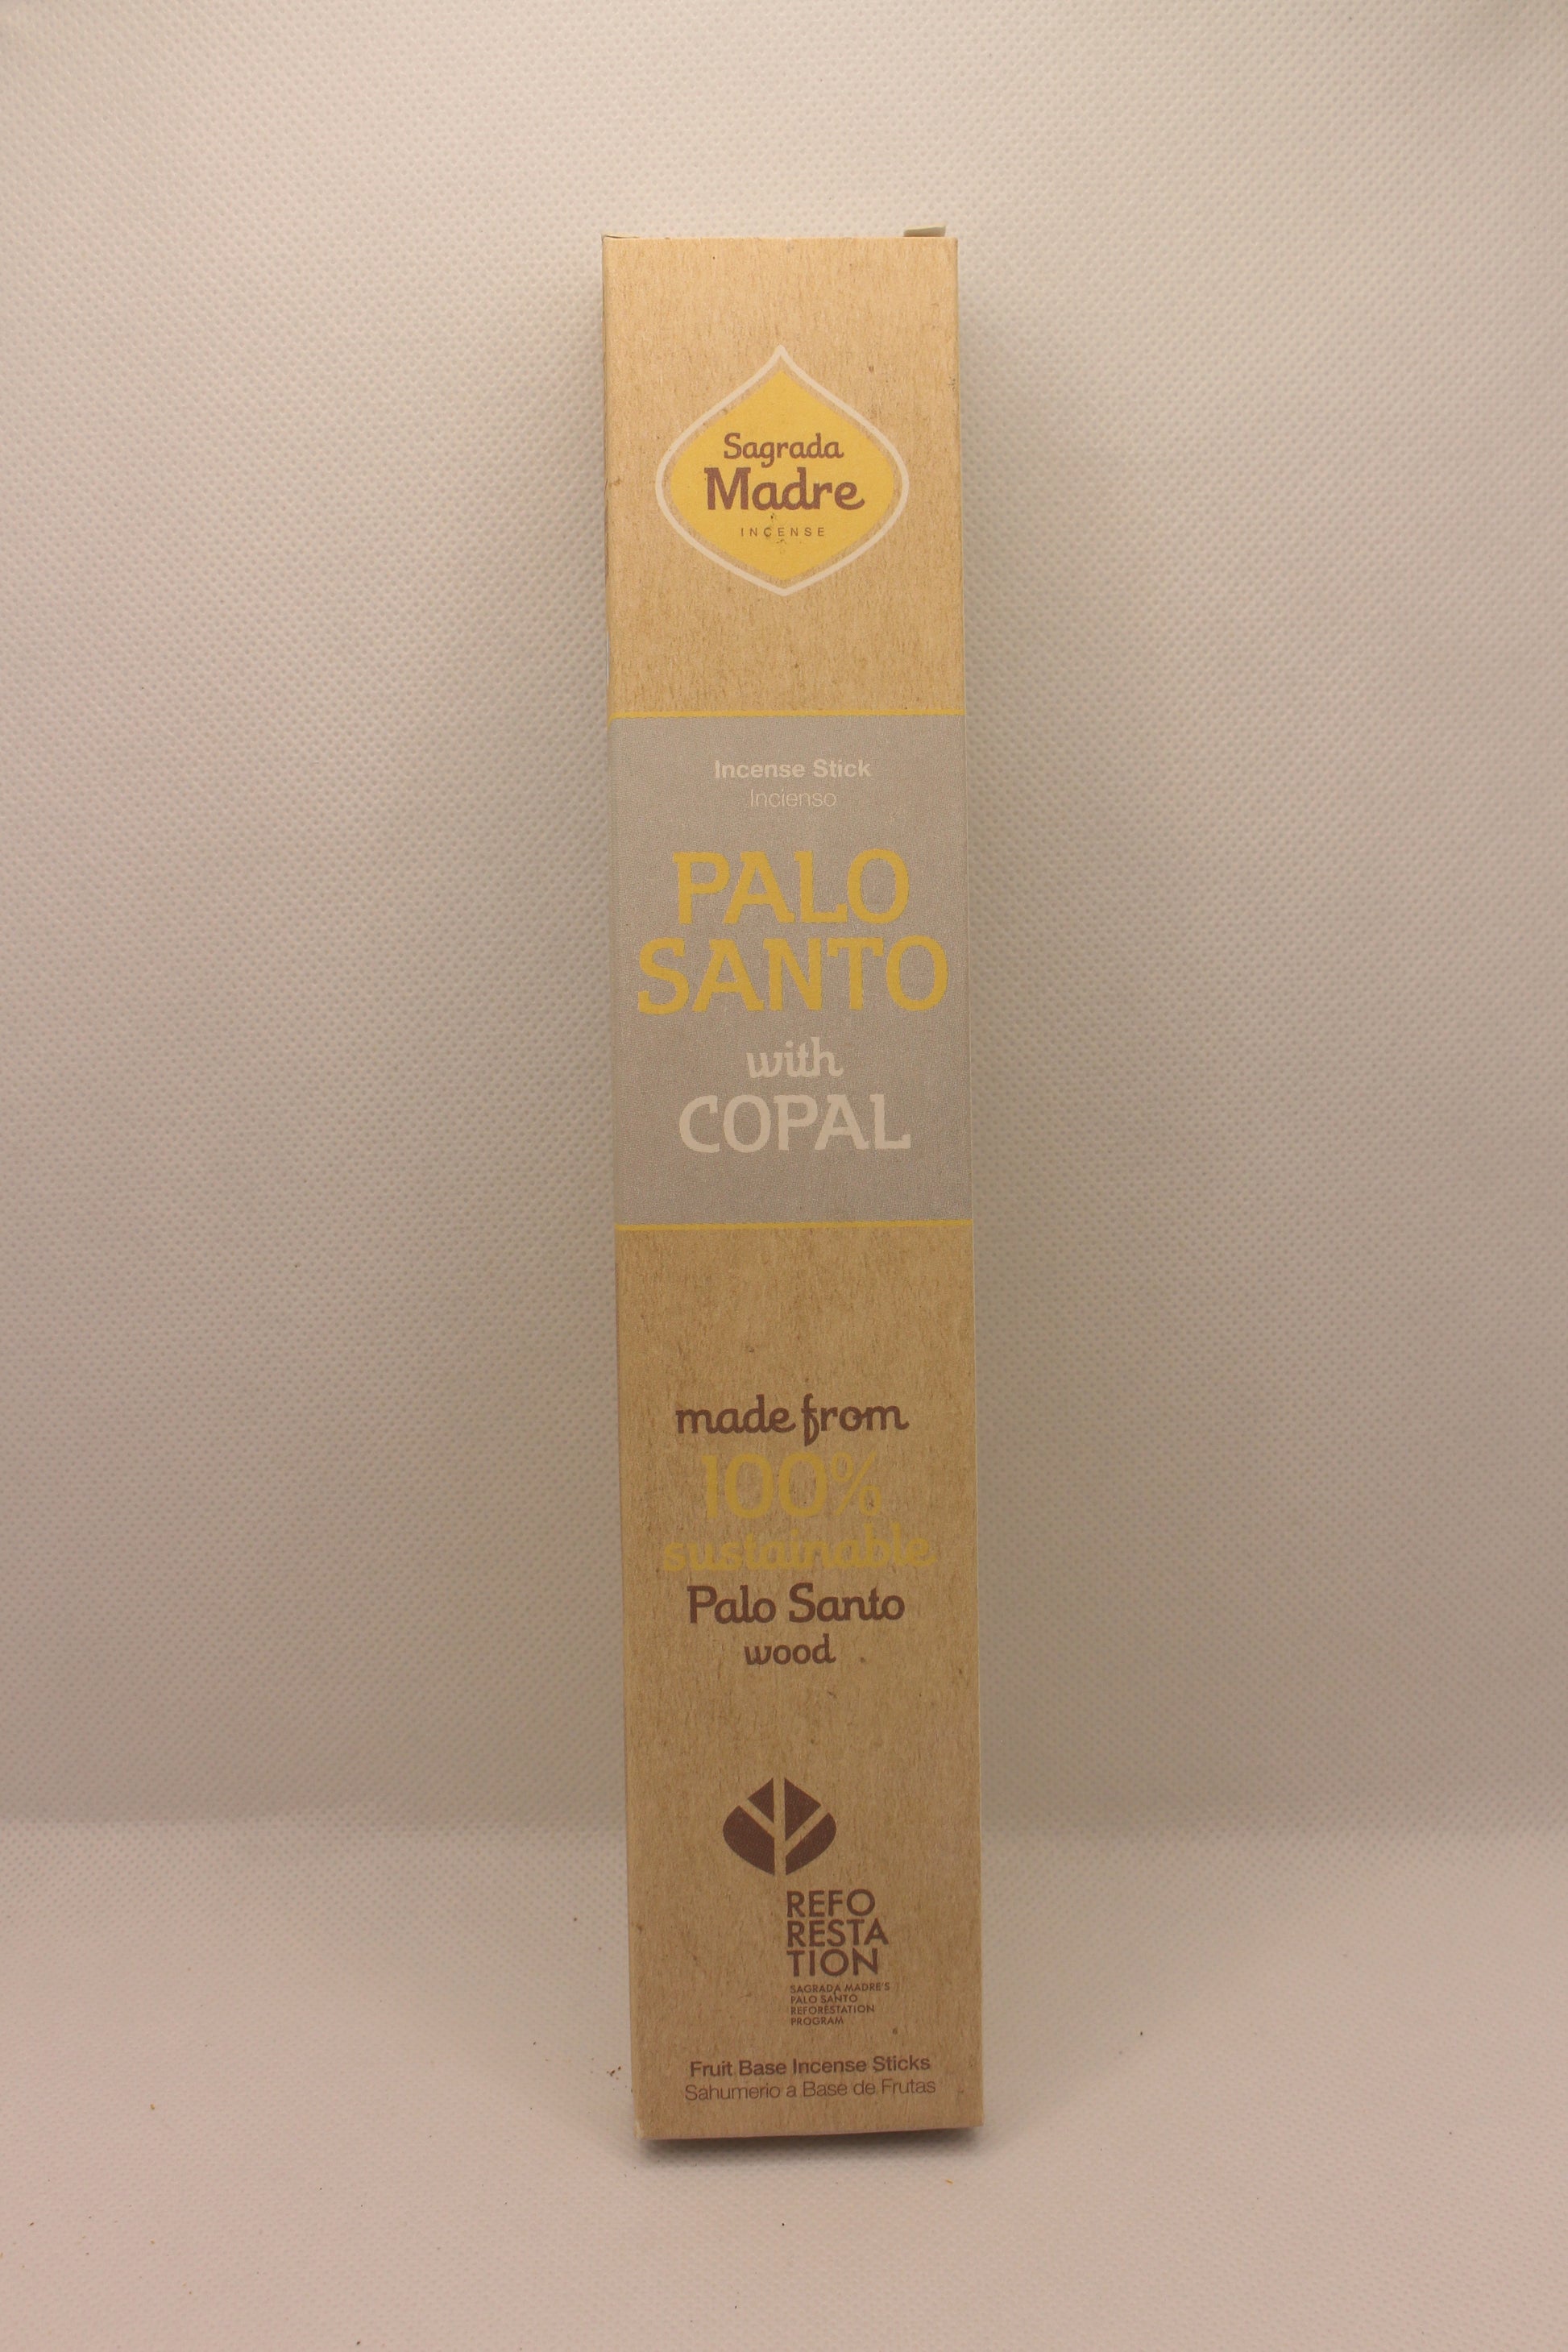 Sagrada
Madre
INCENSE
Incense Stick
Incienso
PALO
SANTO
with
COPAL
made from
100%
sustainable
Palo Santo
wood
REFO
RESTA
TION
SAGRADA MADRE'S
PALO SANTO
REFORESTATION
PROGRAM
Fruit Base Incense Sticks
Sahumerio a Base de Frutas